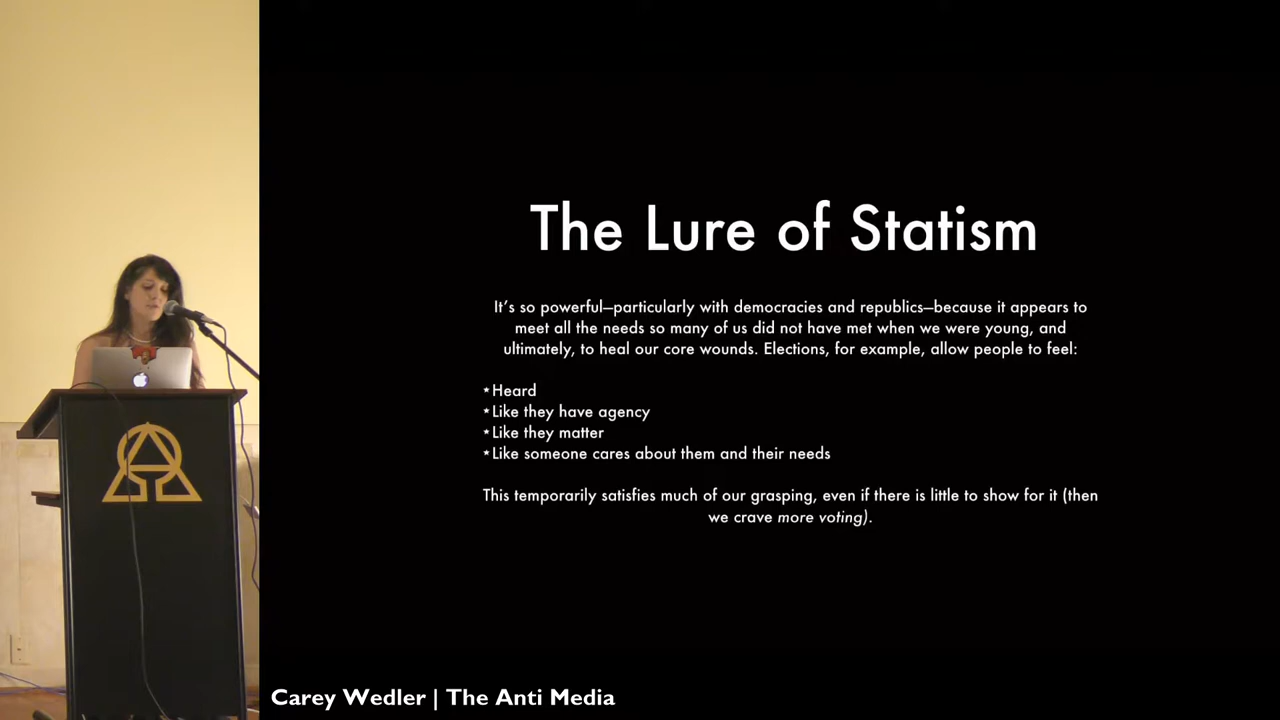 The Lure of Statism
It's so powerful—particularly with democracies and republics—because it appears to
meet all the needs so many of us did not have met when we were young, and
ultimately, to heal our core wounds. Elections, for example, allow people to feel:
*Heard
*Like they have agency
*Like they matter
*Like someone cares about them and their needs
This temporarily satisfies much of our grasping, even if there is little to show for it (then
we crave more voting).
Carey Wedler | The Anti Media